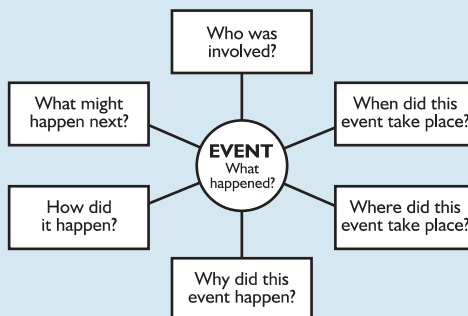 Who was
involved?
What might
happen next?
When did this
event take place?
EVENT
What
happened?
How did
it happen?
Where did this
event take place?
Why did this
event happen?